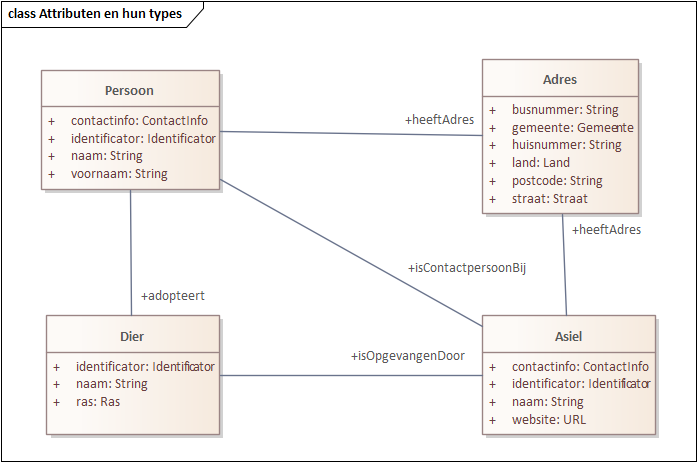 class Attributen en hun types
Persoon
+ contactinfo: ContactInfo
+ identificator: Identificator
+ naam: String
+ voornaam: String
Adres
+ busnummer: String
+ gemeente: Gemeente
+ huisnummer: String
+ land: Land
+ postcode: String
+ straat: Straat
+heeftAdres
+heeftAdres
+isContactpersoonBij
+adopteert
+isOpgevangenDoor
Dier
+ identificator: Identificator
+ naam: String
+ ras: Ras
Asiel
+ contactinfo: ContactInfo
+ identificator: Identificator
+ naam: String
+ website: URL